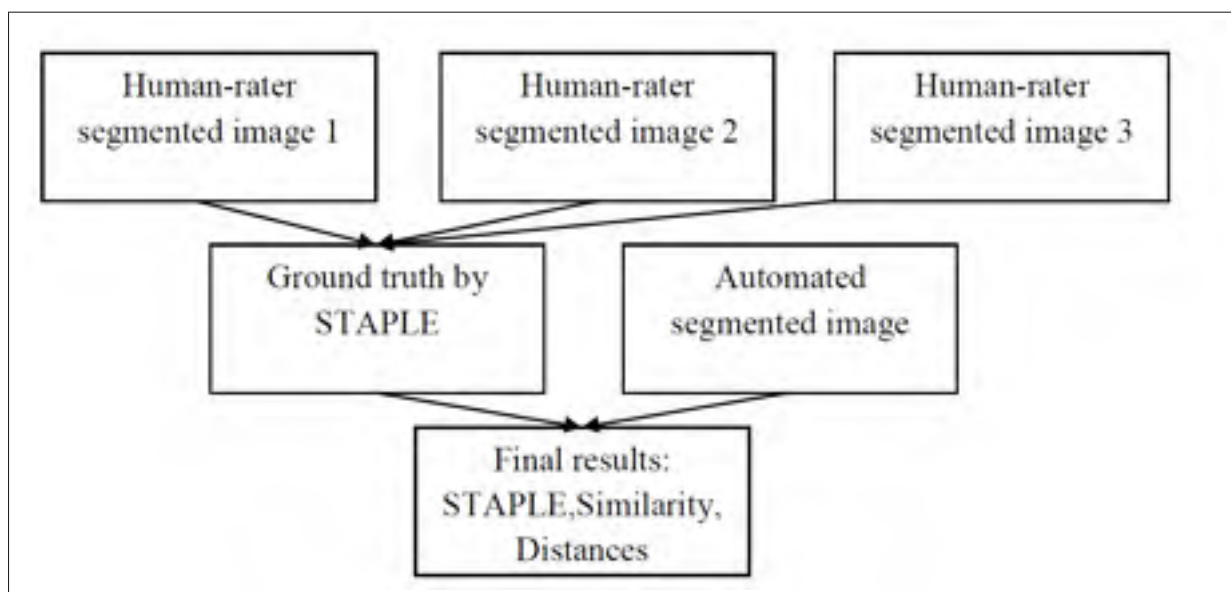 Human-rater
segmented image 1
Human-rater
segmented image 2
Human-rater
segmented image 3
Ground truth by
STAPLE
Automated
segmented image
Final results:
STAPLE,Similarity,
Distances